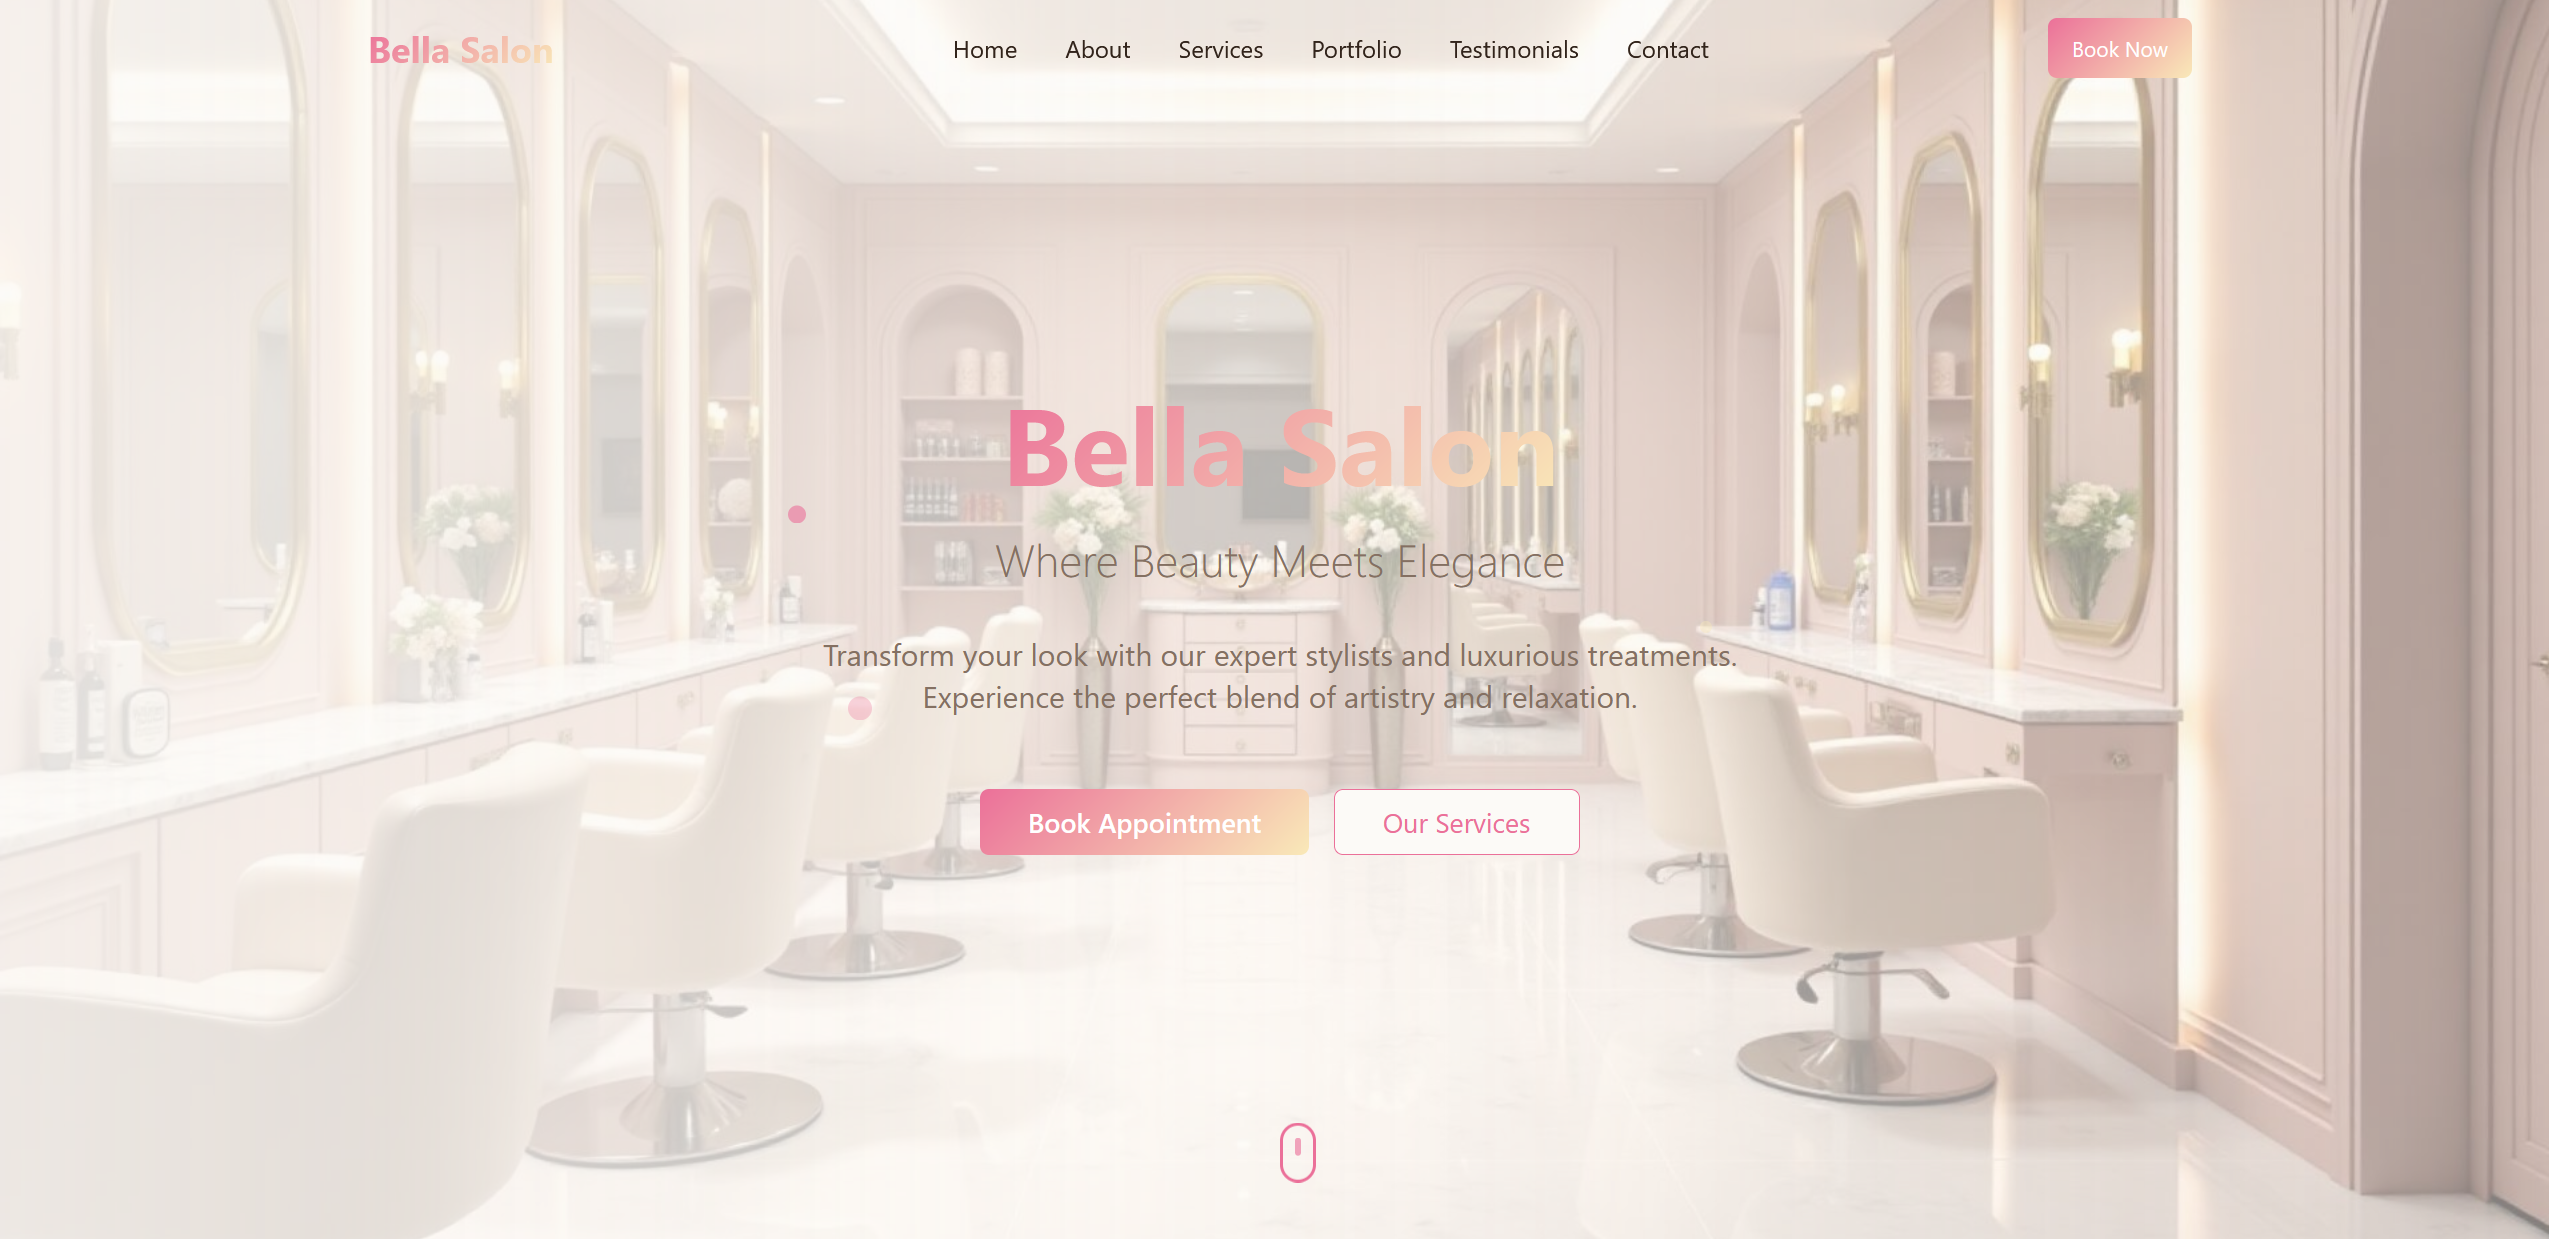 Bella Salon
Home
About
Services
Portfolio
Testimonials
Contact
Book Now
Bella Salon
Where Beauty Meets Elegance
Transform your look with our expert stylists and luxurious treatments.
Experience the perfect blend of artistry and relaxation.
Book Appointment
Our Services